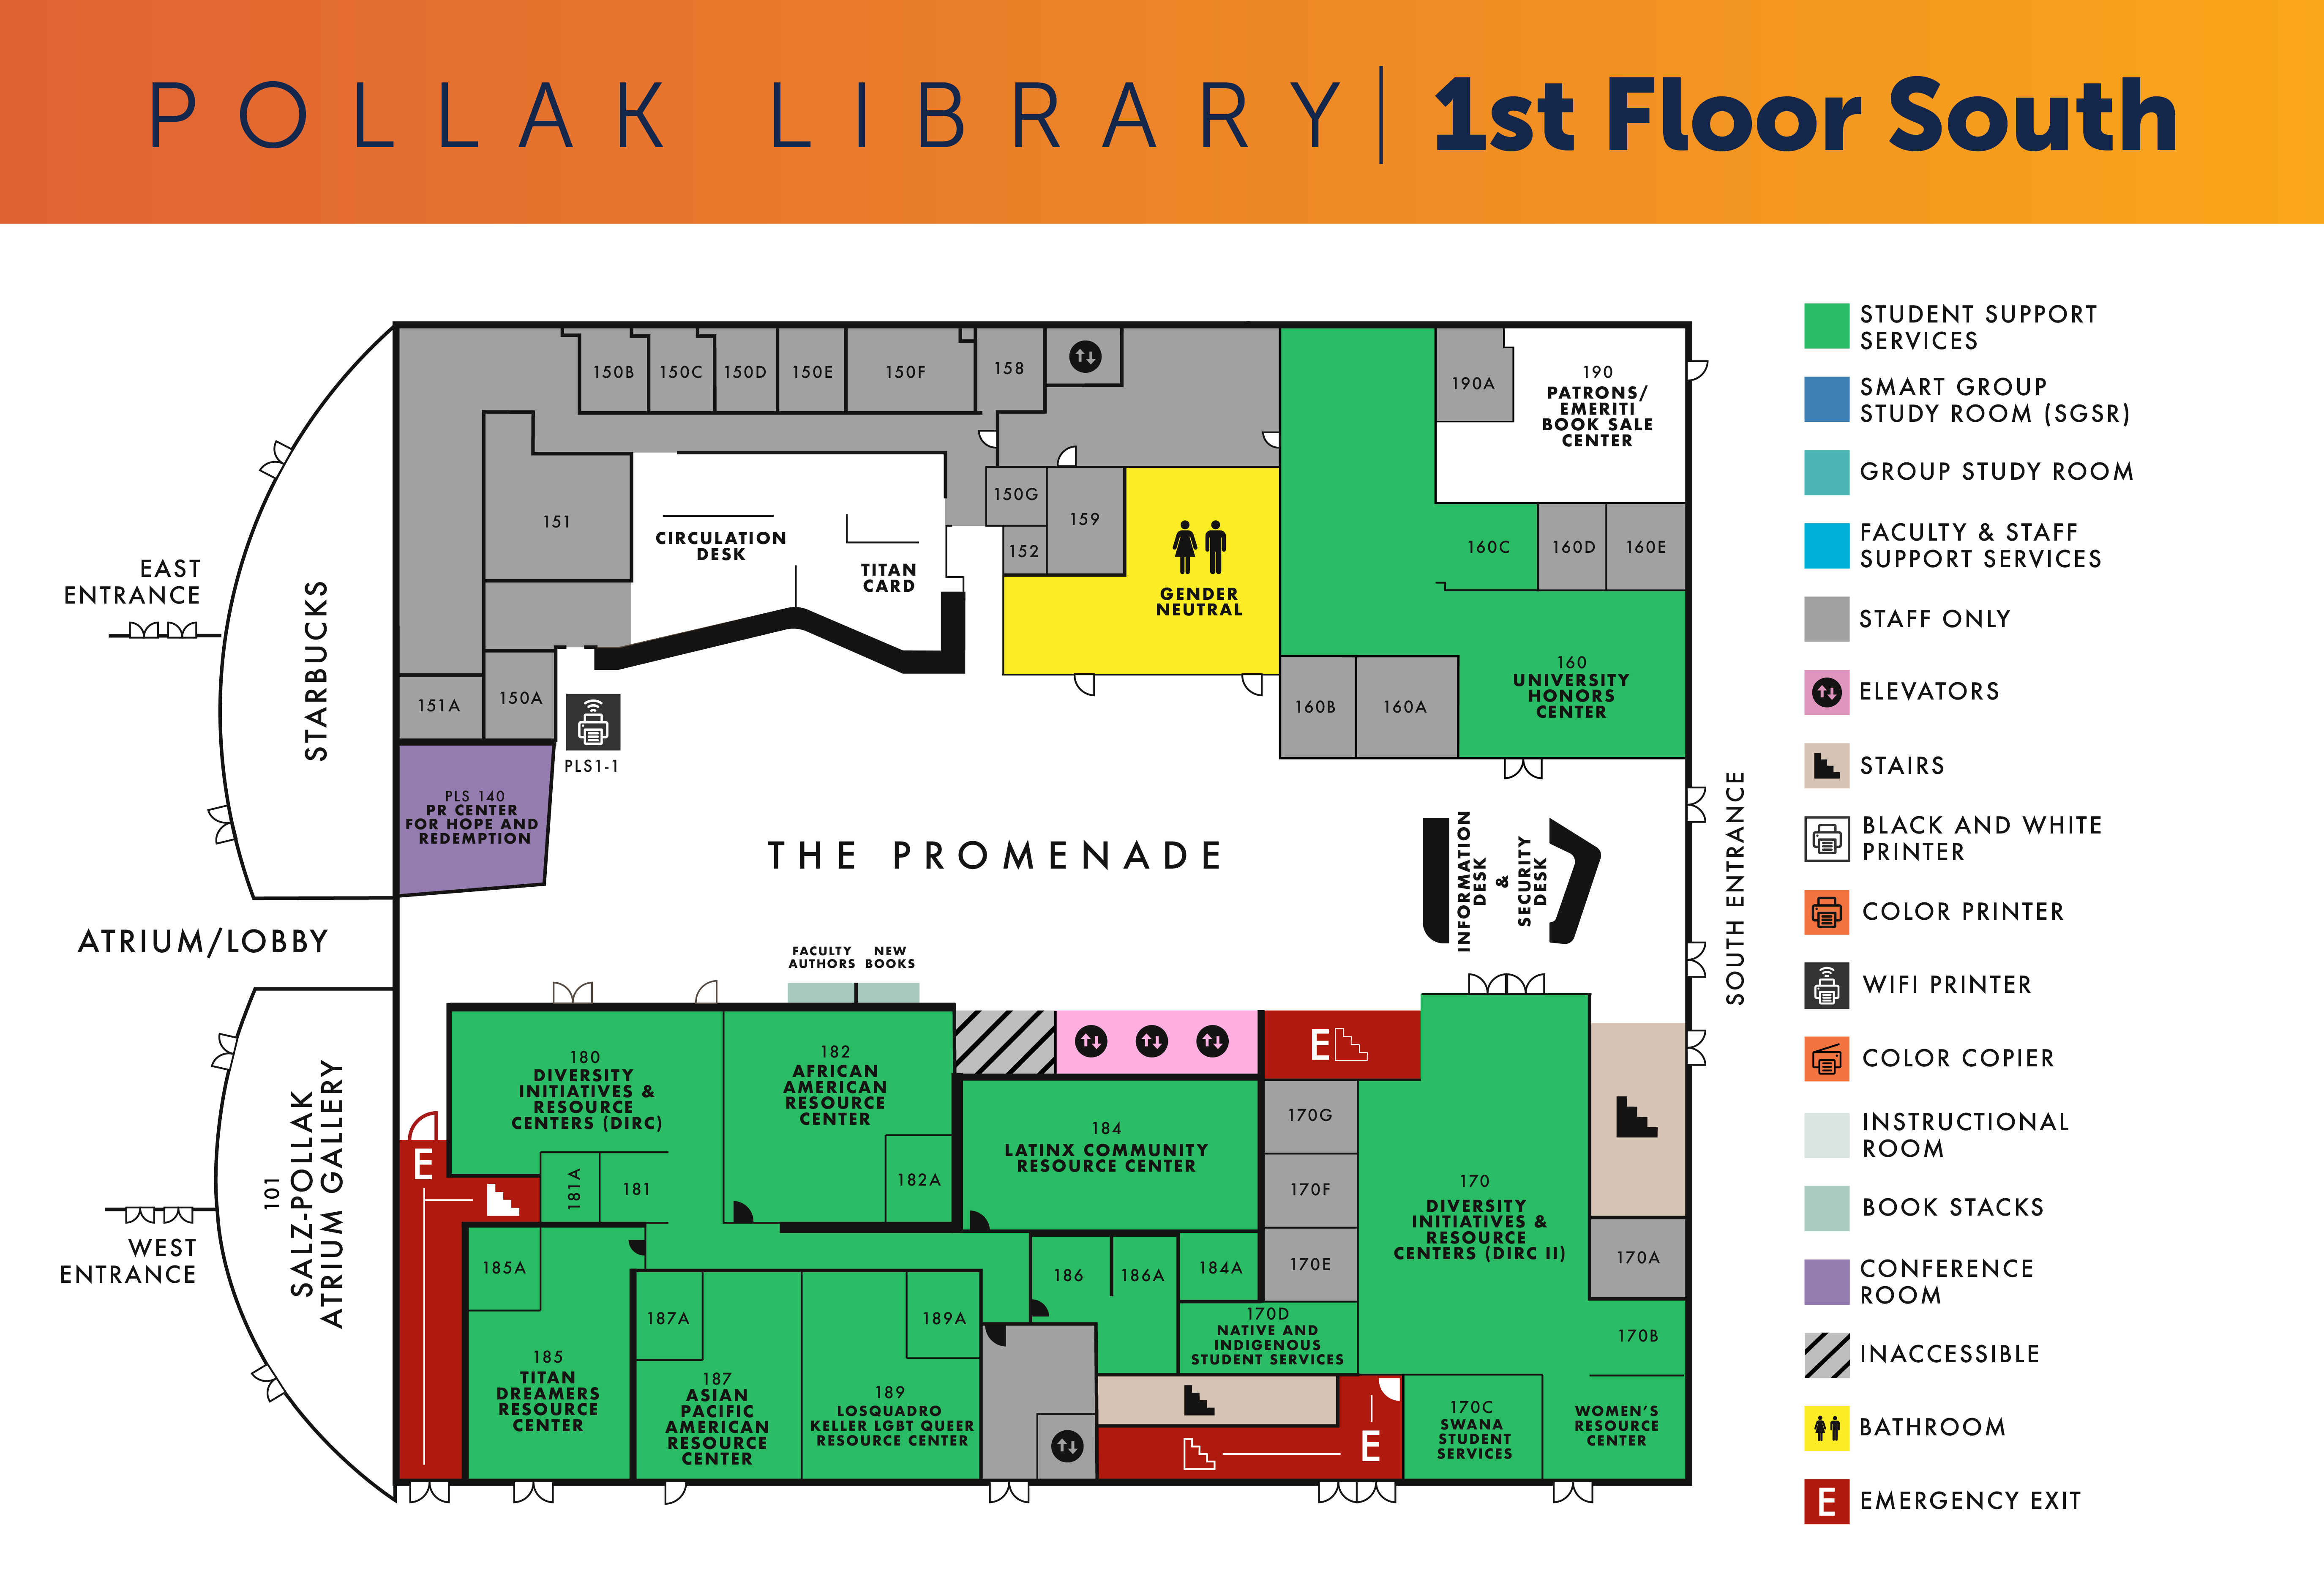 POLLAK LIBRARY | 1st Floor South
EAST
ENTRANCE
STARBUCKS
ATRIUM/LOBBY
101
SALZ-POLLAK
ATRIUM GALLERY
WEST
ENTRANCE
150B
150C
150D
150E
150F
158
151
CIRCULATION
DESK
TITAN
CARD
150G
159
152
GENDER
NEUTRAL
190A
190
PATRONS/
EMERITI
BOOK SALE
CENTER
160C
160D
160E
160
UNIVERSITY
HONORS
CENTER
160B
160A
151A
150A
PLS1-1
PLS 140
PR CENTER
FOR HOPE AND
REDEMPTION
THE PROMENADE
INFORMATION
DESK
&
SECURITY
DESK
SOUTH ENTRANCE
FACULTY
AUTHORS
NEW
BOOKS
180
DIVERSITY
INITIATIVES &
RESOURCE
CENTERS (DIRC)
182
AFRICAN
AMERICAN
RESOURCE
CENTER
182A
181A
181
E
184
LATINX COMMUNITY
RESOURCE CENTER
E
170G
170F
170E
170
DIVERSITY
INITIATIVES &
RESOURCE
CENTERS (DIRC II)
170A
170B
185A
185
TITAN
DREAMERS
RESOURCE
CENTER
187A
187
ASIAN
PACIFIC
AMERICAN
RESOURCE
CENTER
189A
189
LOSQUADRO
KELLER LGBT QUEER
RESOURCE CENTER
186
186A
184A
170D
NATIVE AND
INDIGENOUS
STUDENT SERVICES
E
170C
SWANA
STUDENT
SERVICES
WOMEN'S
RESOURCE
CENTER
STUDENT SUPPORT
SERVICES
SMART GROUP
STUDY ROOM (SGSR)
GROUP STUDY ROOM
FACULTY & STAFF
SUPPORT SERVICES
STAFF ONLY
ELEVATORS
STAIRS
BLACK AND WHITE
PRINTER
COLOR PRINTER
WIFI PRINTER
COLOR COPIER
INSTRUCTIONAL
ROOM
BOOK STACKS
CONFERENCE
ROOM
INACCESSIBLE
BATHROOM
E EMERGENCY EXIT